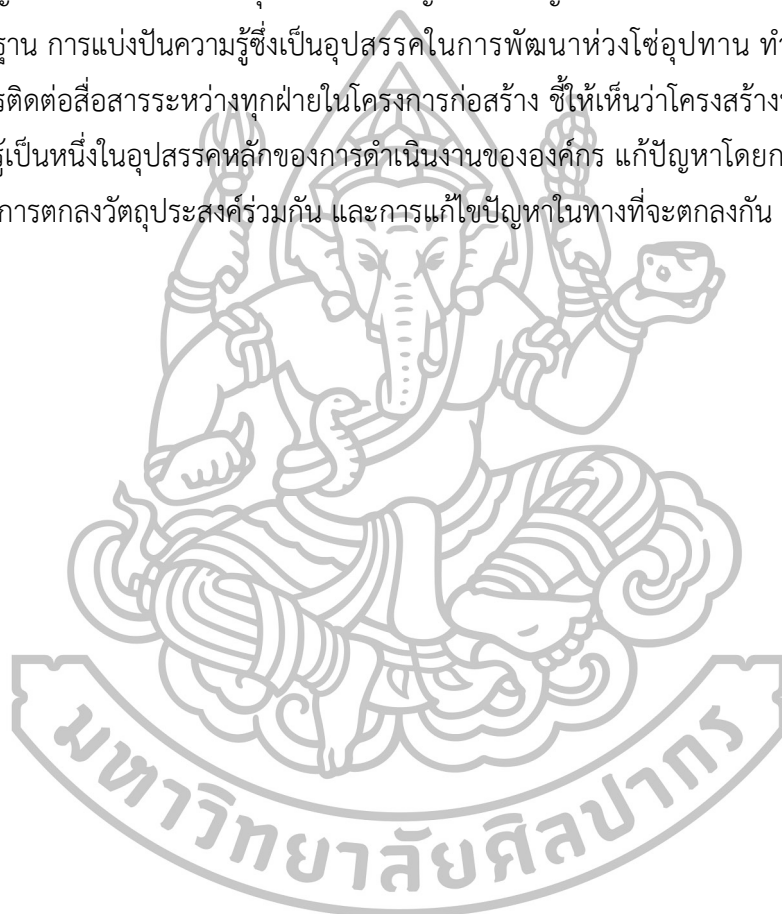 ฐาน การแบ่งปันความรู้ซึ่งเป็นอุปสรรคในการพัฒนาห่วงโซ่อุปทาน
รติดต่อสื่อสารระหว่างทุกฝ่ายในโครงการก่อสร้าง ชี้ให้เห็นว่าโครงสร้าง
รู้เป็นหนึ่งในอุปสรรคหลักของการดำเนินงานขององค์กร แก้ปัญหาโดย
การตกลงวัตถุประสงค์ร่วมกัน และการแก้ไขปัญหาในทางที่จะตกลงกัน
มหาวิทยาลัยศิลปากร